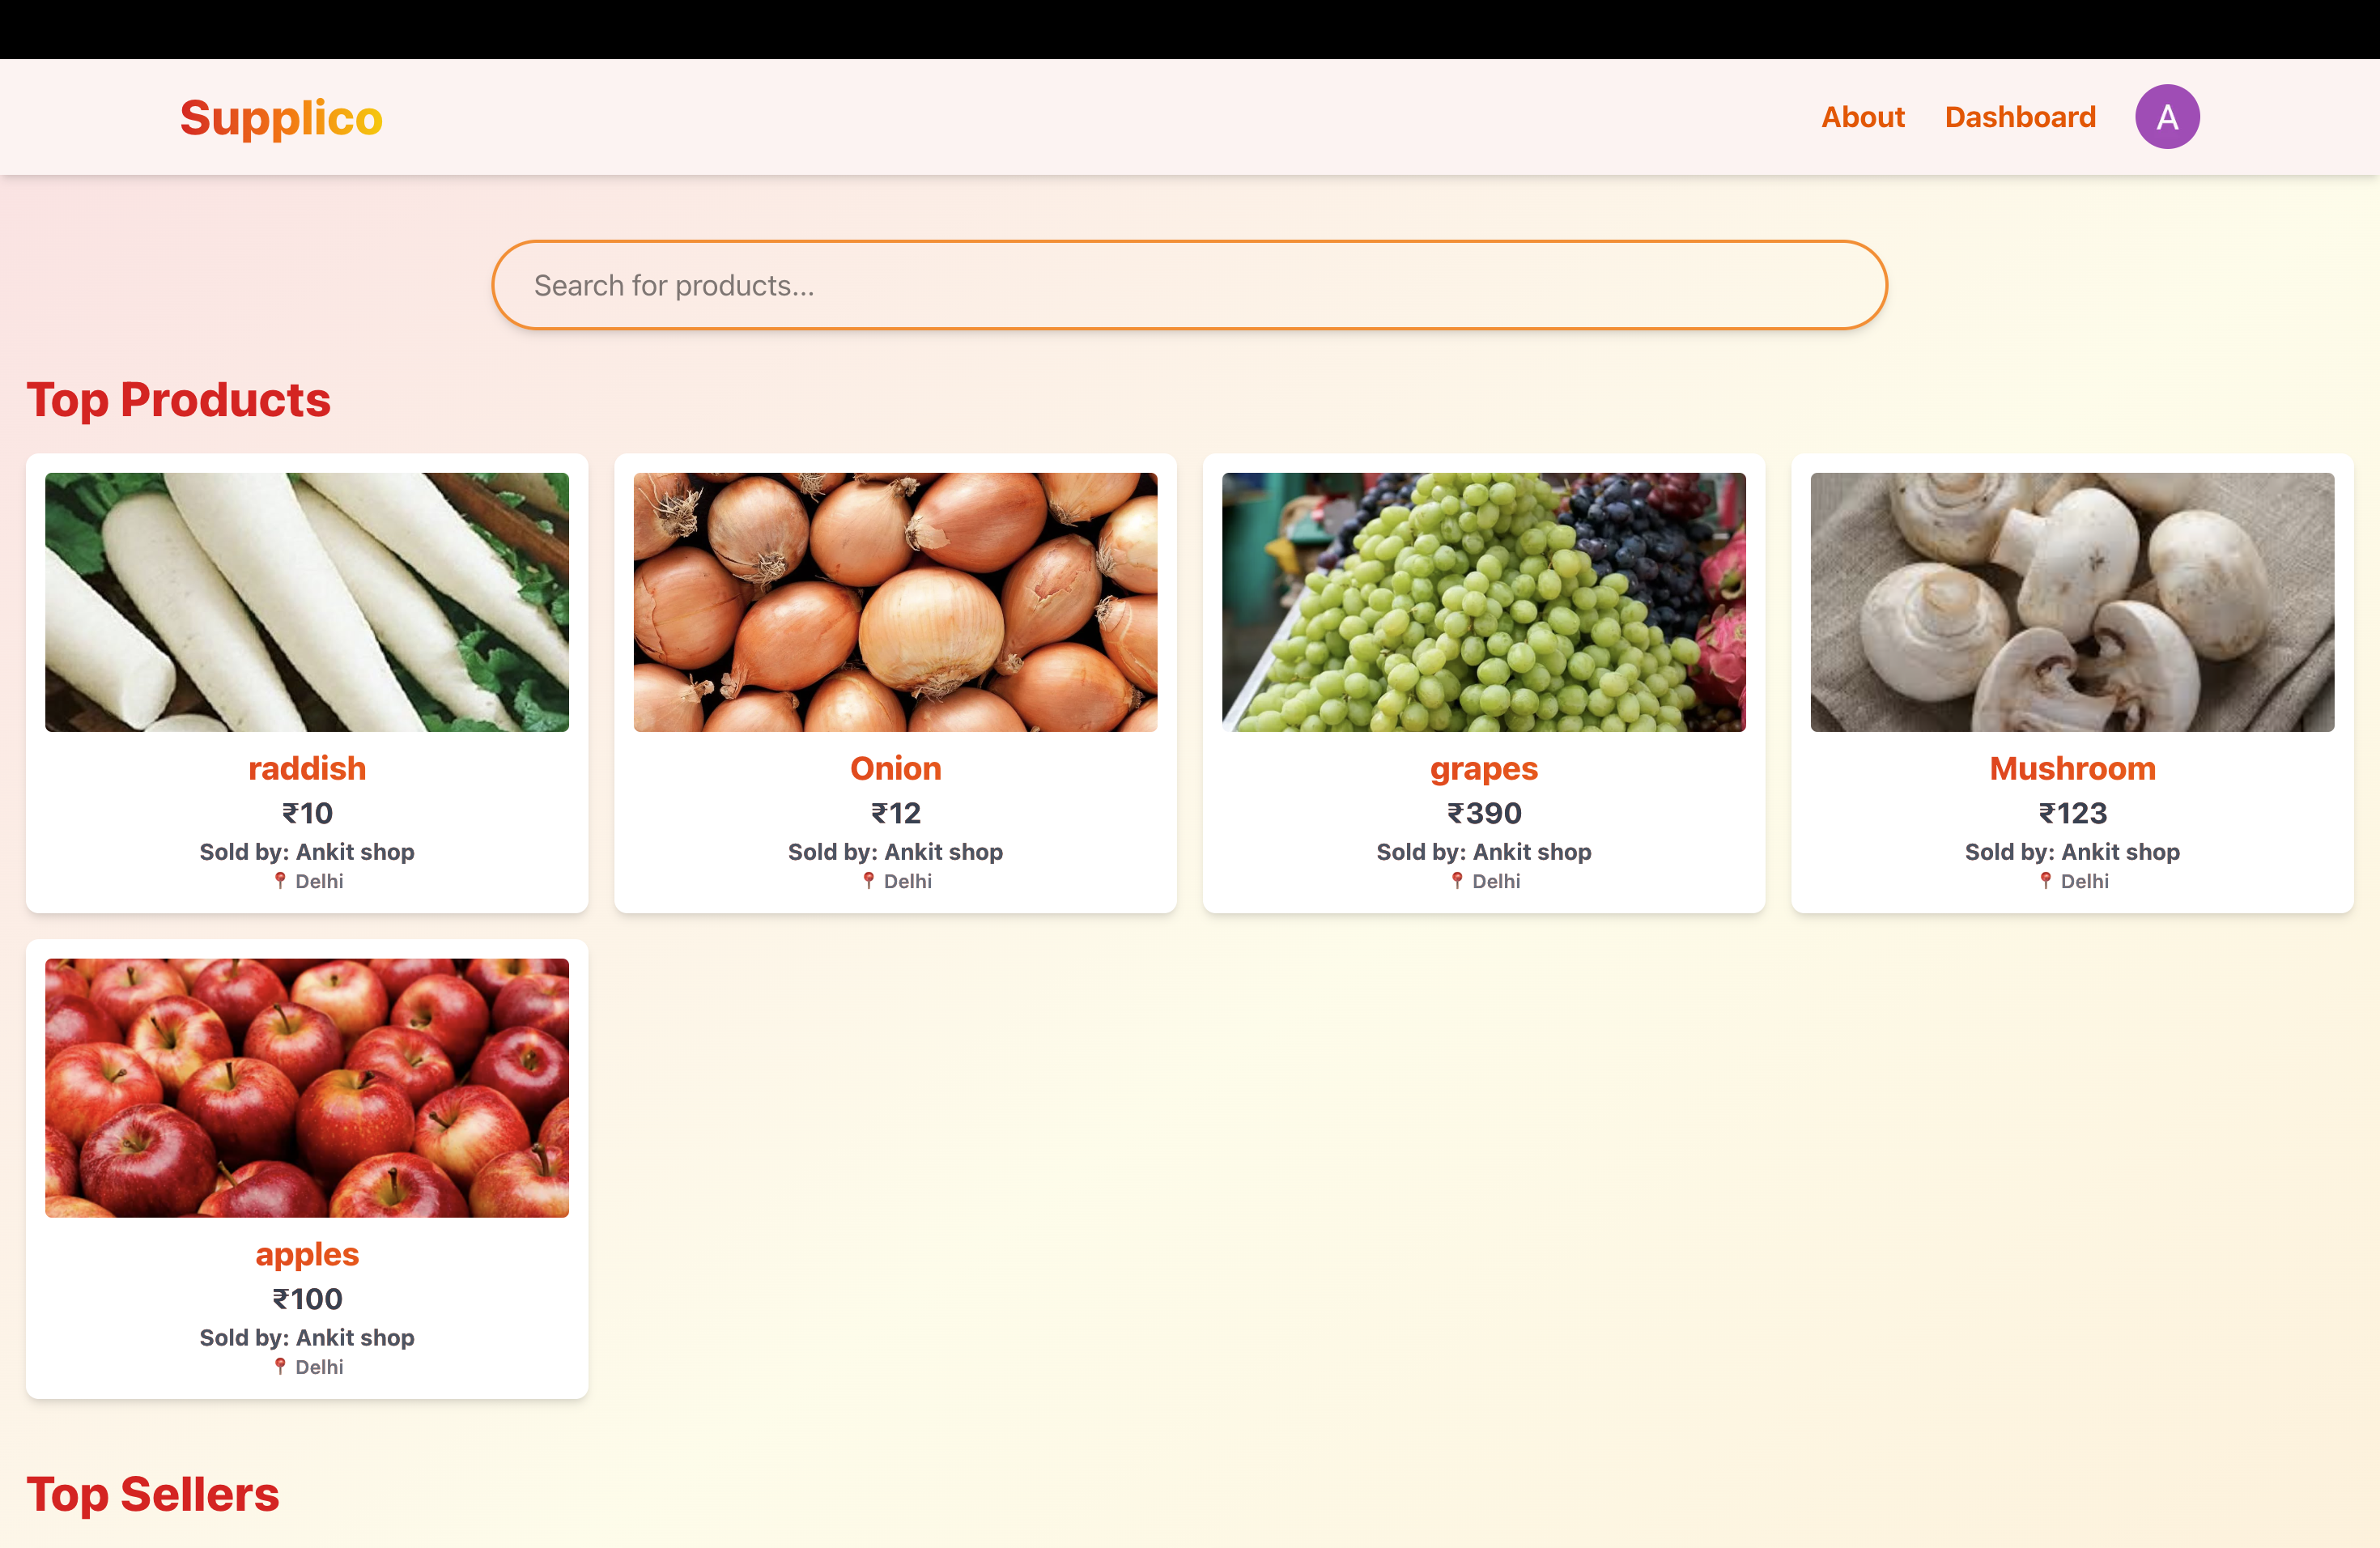 Supplico
About Dashboard A
Search for products...
Top Products
raddish
₹10
Sold by: Ankit shop
📍 Delhi
Onion
₹12
Sold by: Ankit shop
📍 Delhi
grapes
₹390
Sold by: Ankit shop
📍 Delhi
Mushroom
₹123
Sold by: Ankit shop
📍 Delhi
apples
₹100
Sold by: Ankit shop
📍 Delhi
Top Sellers